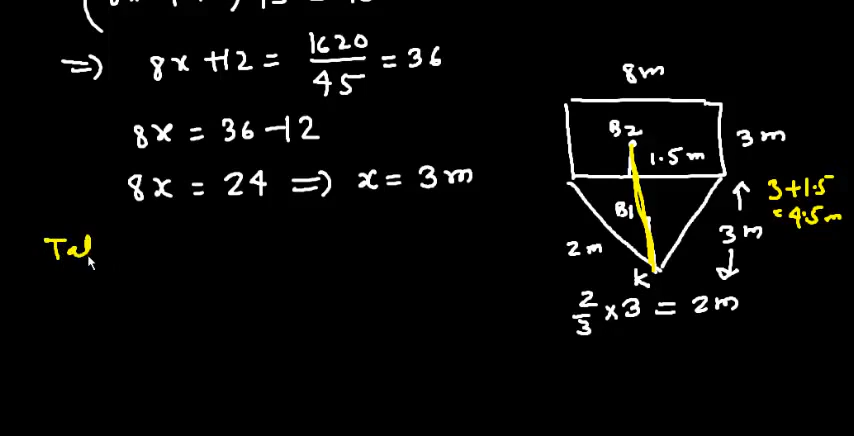 =) 8x + 12 = 1620/45 = 36
8x = 36 - 12
8x = 24 => x = 3m
Tal
8m
B2
1.5m
3m
3+1.5
= 4.5m
B1
3m
2m
K
2/3 × 3 = 2m